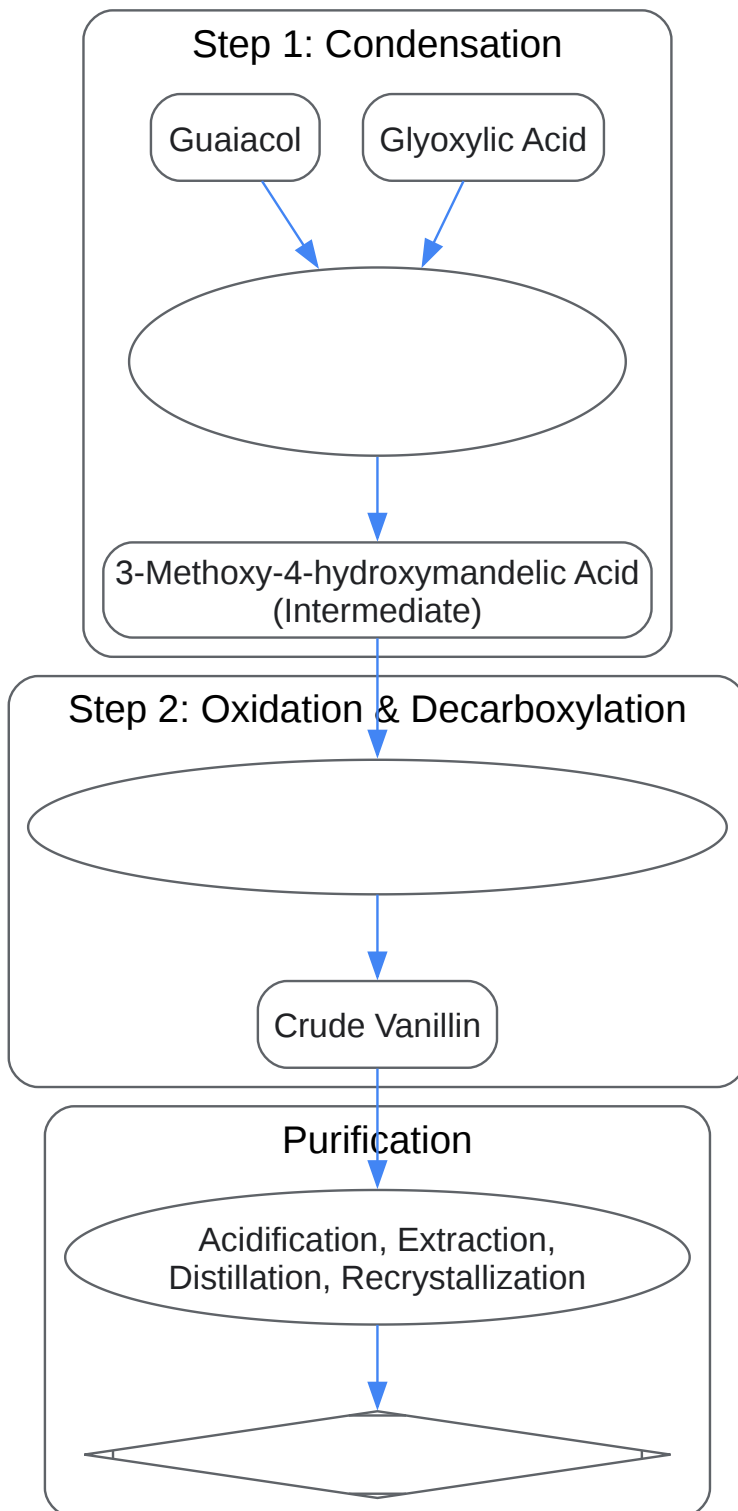 Step 1: Condensation
Guaiacol
Glyoxylic Acid
3-Methoxy-4-hydroxymandelic Acid
(Intermediate)
Step 2: Oxidation & Decarboxylation
Crude Vanillin
Purification
Acidification, Extraction,
Distillation, Recrystallization